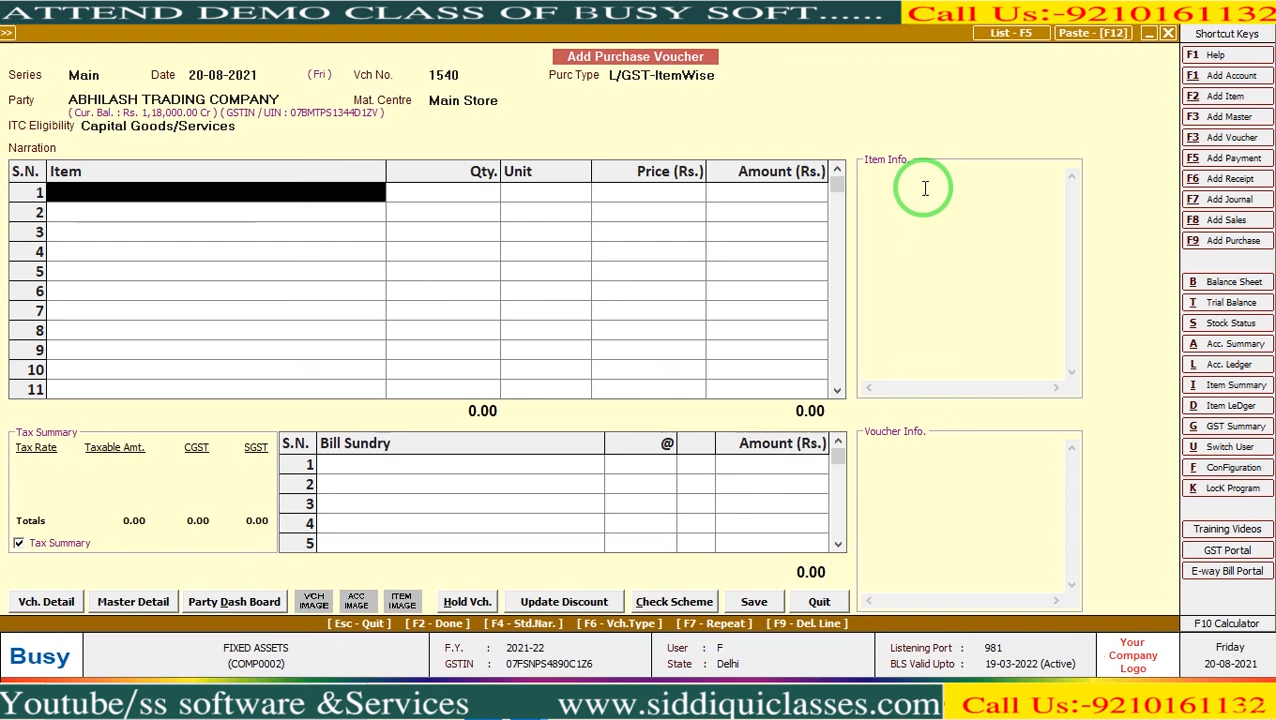 ATTEND DEMO CLASS OF BUSY SOFT......
Call Us:-9210161132
>>
List - F5
Paste - [F12]
Shortcut Keys
Add Purchase Voucher
Series Main Date 20-08-2021 (Fri) Vch No. 1540 Purc Type L/GST-ItemWise
Party ABHILASH TRADING COMPANY Mat. Centre Main Store
( Cur. Bal. : Rs. 1,18,000.00 Cr ) ( GSTIN / UIN : 07BMTPS1344D1ZV )
ITC Eligibility Capital Goods/Services
Narration
S.N. Item Qty. Unit Price (Rs.) Amount (Rs.)
1
2
3
4
5
6
7
8
9
10
11
0.00 0.00
Item Info.
Tax Summary
Tax Rate Taxable Amt. CGST SGST
Totals 0.00 0.00 0.00
Tax Summary
S.N. Bill Sundry @ Amount (Rs.)
1
2
3
4
5
0.00
Voucher Info.
Vch. Detail
Master Detail
Party Dash Board
VCH IMAGE
ACC IMAGE
ITEM IMAGE
Hold Vch.
Update Discount
Check Scheme
Save
Quit
[ Esc - Quit ] [ F2 - Done ] [ F4 - Std.Nar. ] [ F6 - Vch.Type ] [ F7 - Repeat ] [ F9 - Del. Line ]
F1 Help
F1 Add Account
F2 Add Item
F3 Add Master
F3 Add Voucher
F5 Add Payment
F6 Add Receipt
F7 Add Journal
F8 Add Sales
F9 Add Purchase
B Balance Sheet
T Trial Balance
S Stock Status
A Acc. Summary
L Acc. Ledger
I Item Summary
D Item LeDger
G GST Summary
U Switch User
F ConFiguration
K LocK Program
Training Videos
GST Portal
E-way Bill Portal
F10 Calculator
Busy
FIXED ASSETS
(COMP0002)
F.Y. : 2021-22
GSTIN : 07FSNPS4890C1Z6
User : F
State : Delhi
Listening Port : 981
BLS Valid Upto : 19-03-2022 (Active)
Your
Company
Logo
Friday
20-08-2021
Youtube/ss software &Services
www.siddiquiclasses.com
Call Us:-9210161132